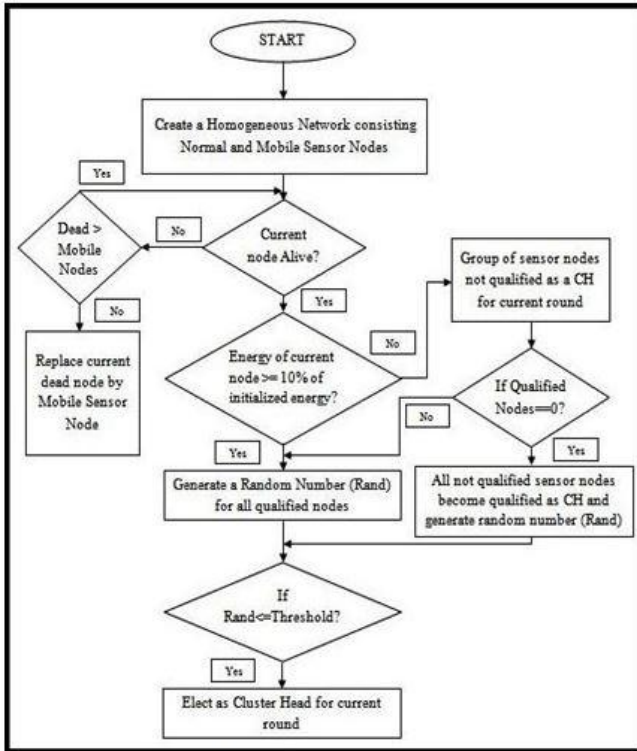 START
Create a Homogeneous Network consisting
Normal and Mobile Sensor Nodes
Yes
Dead >
Mobile
Nodes
No
Current
node Alive?
Group of sensor nodes
not qualified as a CH
for current round
No
Yes
Replace current
dead node by
Mobile Sensor
Node
Energy of current
node >= 10% of
initialized energy?
No
If Qualified
Nodes==0?
No
Yes
Yes
Generate a Random Number (Rand)
for all qualified nodes
All not qualified sensor nodes
become qualified as CH and
generate random number (Rand)
If
Rand<=Threshold?
Yes
Elect as Cluster Head for current
round